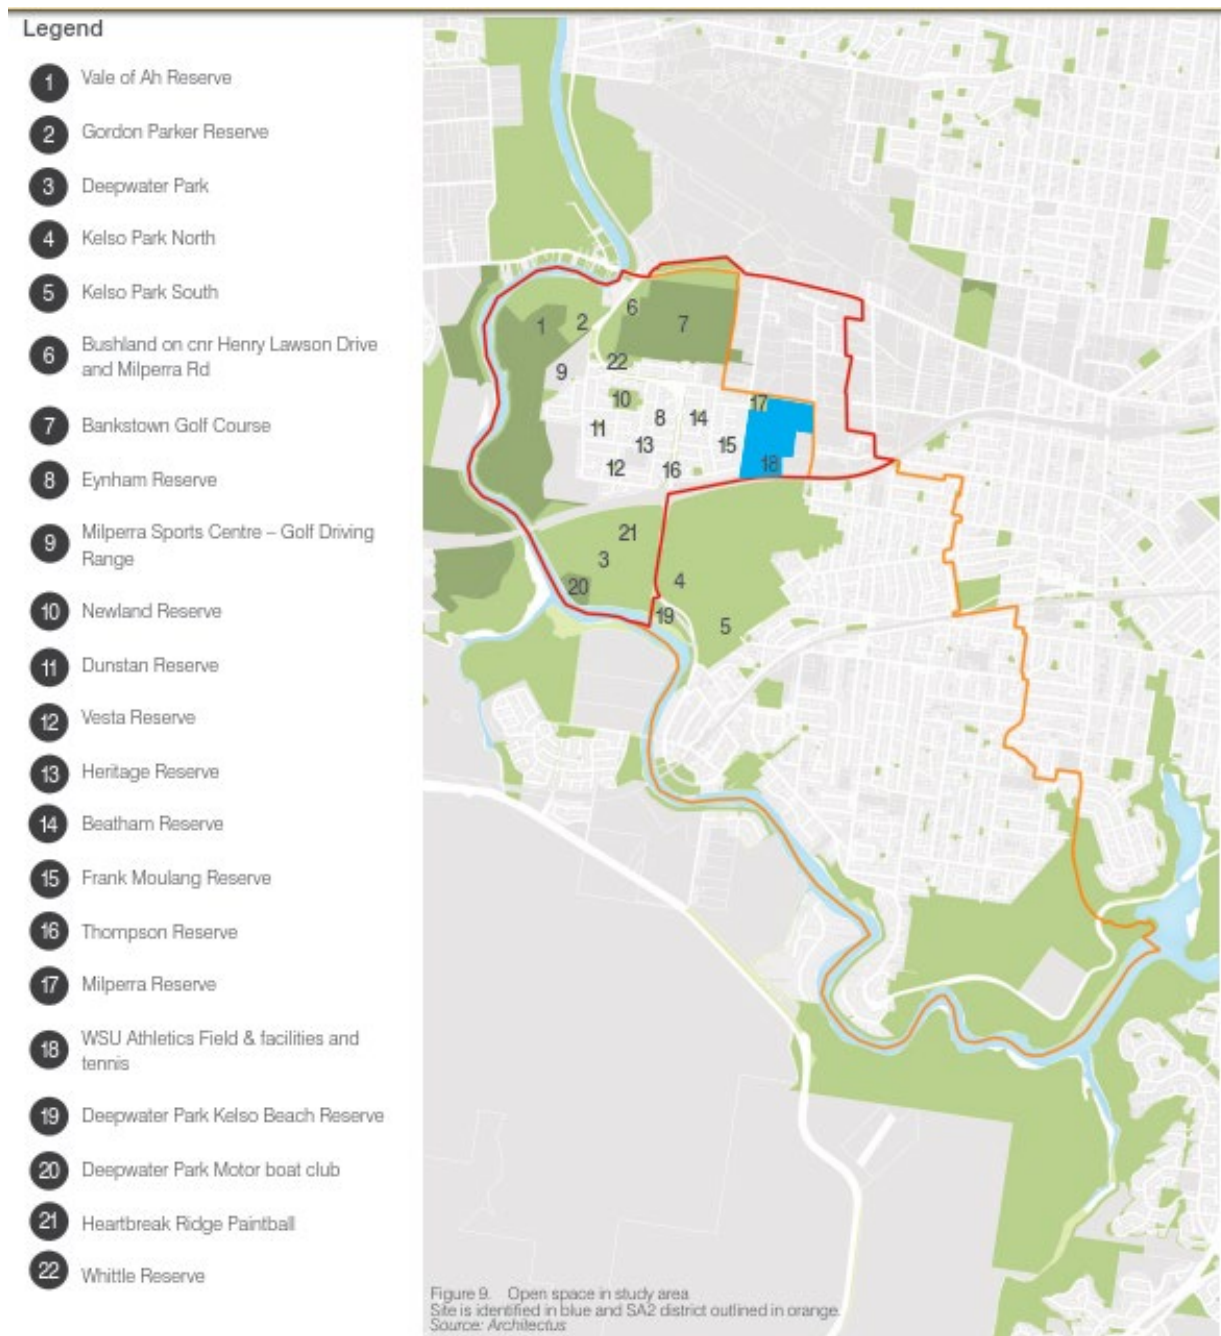 Legend
1 Vale of Ah Reserve
2 Gordon Parker Reserve
3 Deepwater Park
4 Kelso Park North
5 Kelso Park South
6 Bushland on cnr Henry Lawson Drive
and Milperra Rd
7 Bankstown Golf Course
8 Eynham Reserve
9 Milperra Sports Centre – Golf Driving
Range
10 Newland Reserve
11 Dunstan Reserve
12 Vesta Reserve
13 Heritage Reserve
14 Beatham Reserve
15 Frank Moulang Reserve
16 Thompson Reserve
17 Milperra Reserve
18 WSU Athletics Field & facilities and
tennis
19 Deepwater Park Kelso Beach Reserve
20 Deepwater Park Motor boat club
21 Heartbreak Ridge Paintball
22 Whittle Reserve
6
1 2 7
22
9
10
17
8 14
11
13 15
12 16 18
21
3
20 4
19
5
Figure 9. Open space in study area
Site is identified in blue and SA2 district outlined in orange.
Source: Architectus